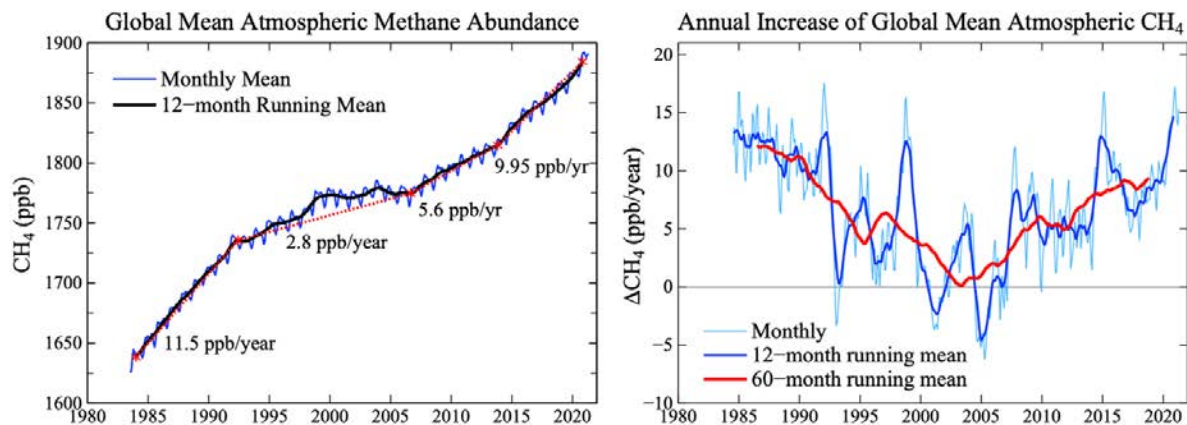 Global Mean Atmospheric Methane Abundance
1900
1850
1800
1750
1700
1650
1600
CH₄ (ppb)
Monthly Mean
12−month Running Mean
9.95 ppb/yr
5.6 ppb/yr
2.8 ppb/year
11.5 ppb/year
1980 1985 1990 1995 2000 2005 2010 2015 2020
Annual Increase of Global Mean Atmospheric CH₄
20
15
10
5
0
−5
−10
ΔCH₄ (ppb/year)
Monthly
12−month running mean
60−month running mean
1980 1985 1990 1995 2000 2005 2010 2015 2020